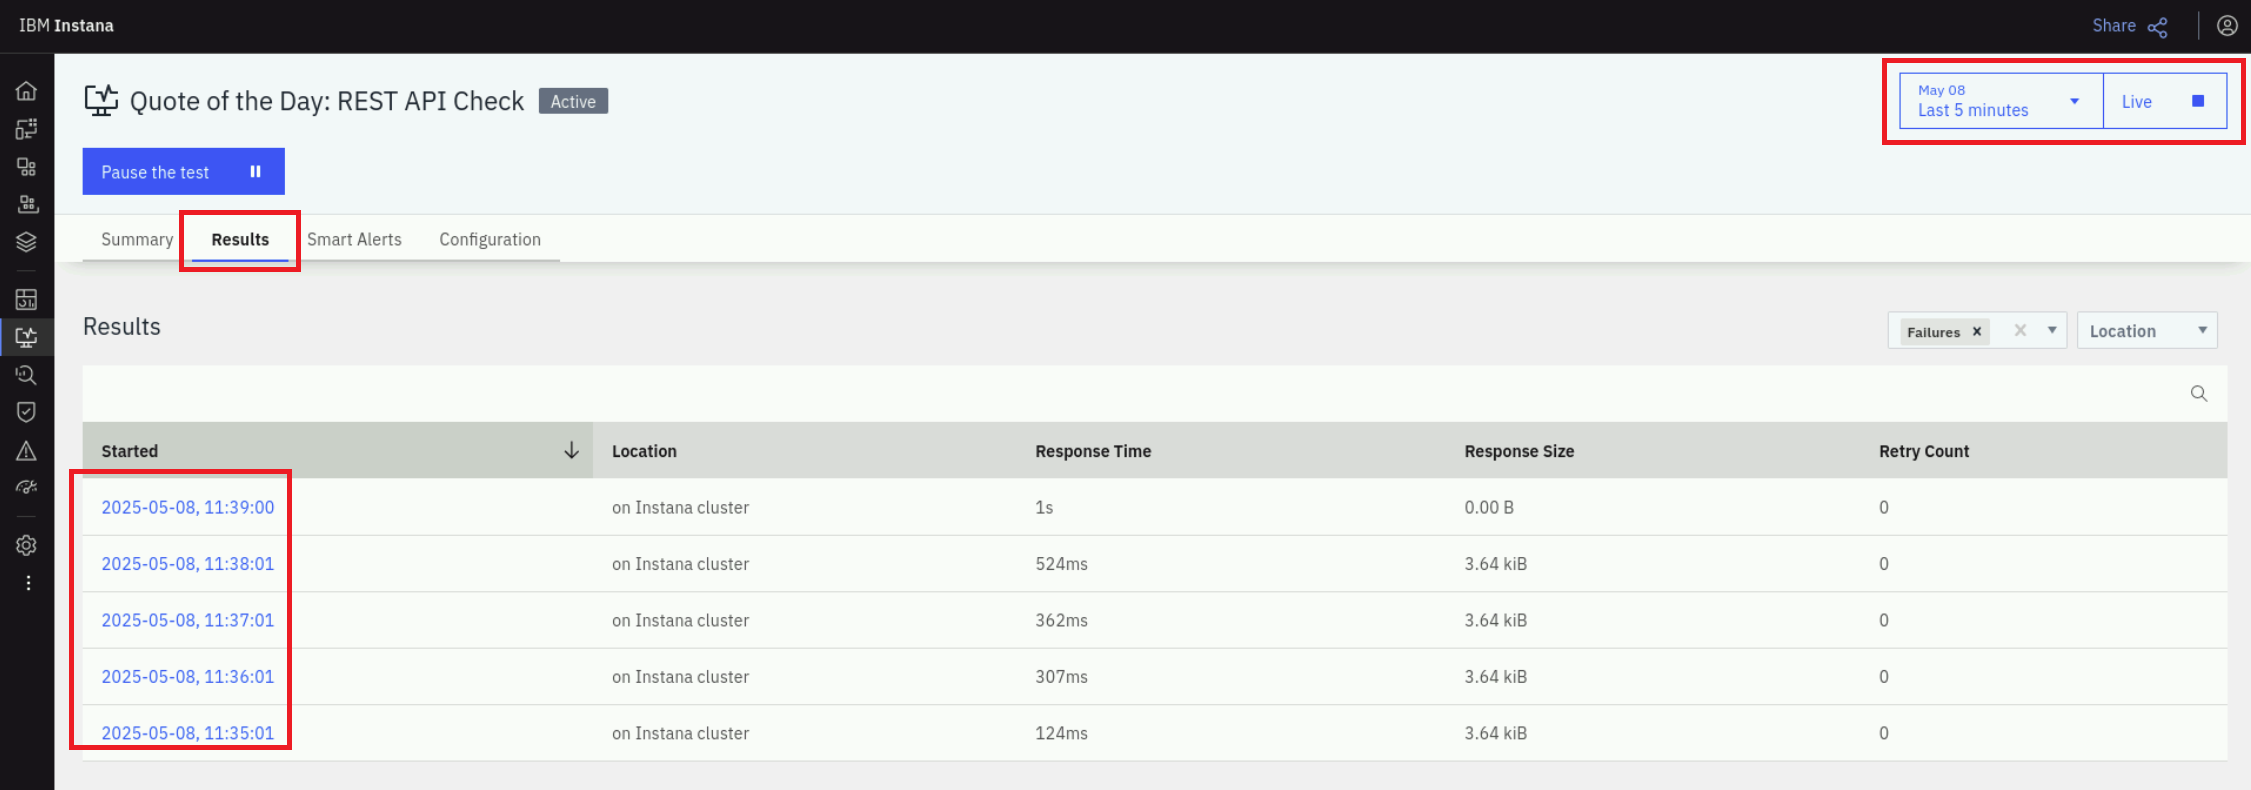 IBM Instana
Share
Quote of the Day: REST API Check
Active
May 08
Last 5 minutes
Live
Pause the test
Summary
Results
Smart Alerts
Configuration
Results
Failures
Location
Started
Location
Response Time
Response Size
Retry Count
2025-05-08, 11:39:00 on Instana cluster 1s 0.00 B 0
2025-05-08, 11:38:01 on Instana cluster 524ms 3.64 kiB 0
2025-05-08, 11:37:01 on Instana cluster 362ms 3.64 kiB 0
2025-05-08, 11:36:01 on Instana cluster 307ms 3.64 kiB 0
2025-05-08, 11:35:01 on Instana cluster 124ms 3.64 kiB 0